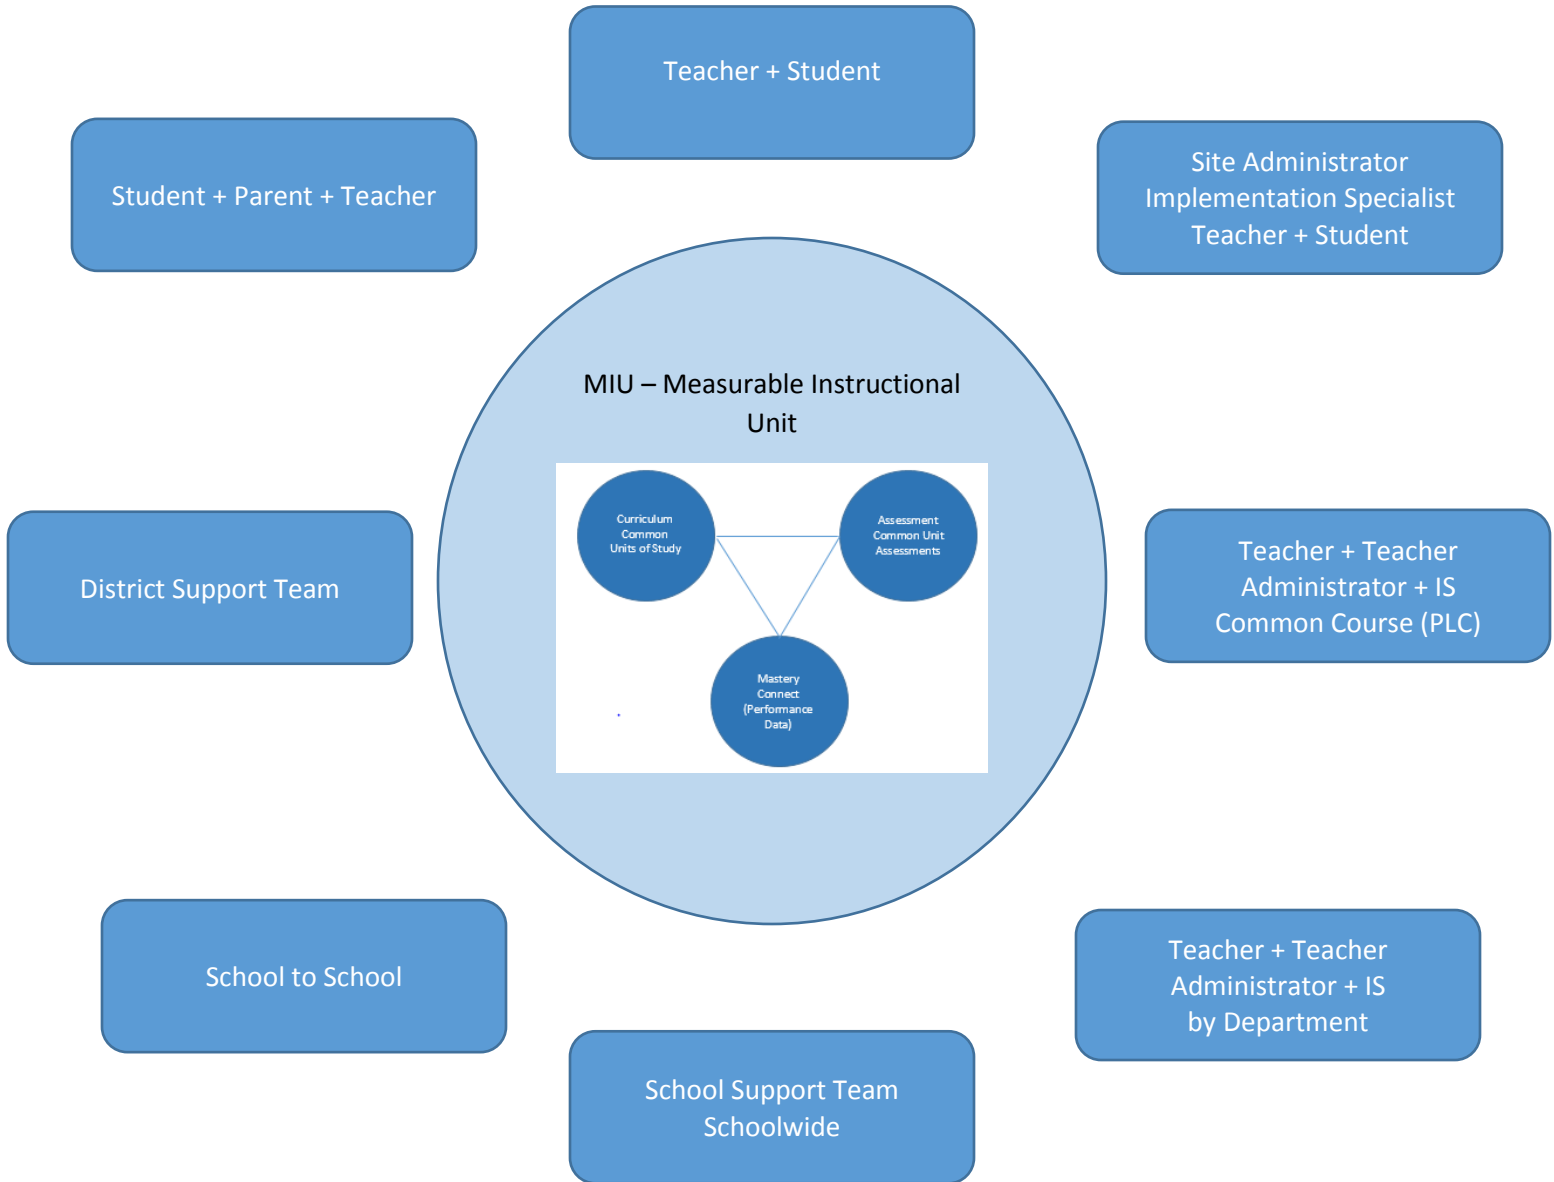 Teacher + Student
Student + Parent + Teacher
Site Administrator
Implementation Specialist
Teacher + Student
MIU – Measurable Instructional
Unit
Curriculum
Common
Units of Study
Assessment
Common Unit
Assessments
Mastery
Connect
(Performance
Data)
District Support Team
Teacher + Teacher
Administrator + IS
Common Course (PLC)
School to School
Teacher + Teacher
Administrator + IS
by Department
School Support Team
Schoolwide